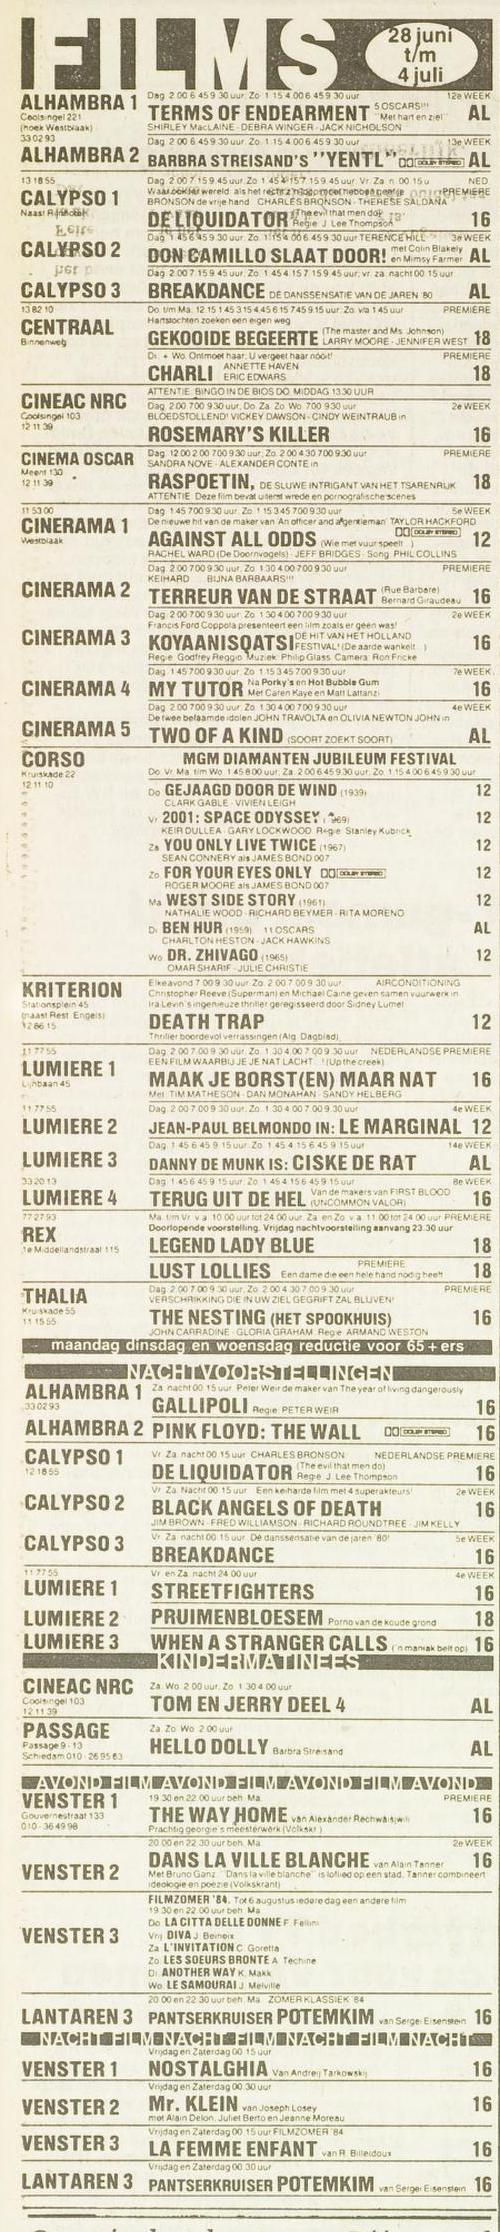 FILMS
28 juni
t/m
4 juli
ALHAMBRA 1
Coolsingel 221
(hoek Westblaak)
33 02 93
Dag. 2.00 6.45 9.30 uur. Zo. 1.15 4.00 6.45 9.30 uur 12e WEEK
TERMS OF ENDEARMENT 5 OSCARS!!! "Met hart en ziel" AL
SHIRLEY MacLAINE - DEBRA WINGER - JACK NICHOLSON
ALHAMBRA 2
13e WEEK
BARBRA STREISAND'S "YENTL" DOLBY STEREO AL
13 18 55
CALYPSO 1
Dag. 2.00 7.15 9.45 uur. Zo. 1.45 4.15 7.15 9.45 uur. Vr. Za. n. 00.15 u. NED. PREMIERE
BRONSON de vrije hand CHARLES BRONSON - THERESE SALDANA
DE LIQUIDATOR (The evil that men do) Regie J. Lee Thompson 16
CALYPSO 2
Dag. 1.45 6.45 9.30 uur. Zo. 1.15 4.00 6.45 9.30 uur TERENCE HILL 3e WEEK
DON CAMILLO SLAAT DOOR! met Colin Blakely en Mimsy Farmer AL
CALYPSO 3
Dag. 2.00 7.15 9.45 uur. Zo. 1.45 4.15 7.15 9.45 uur; vr. za. nacht 00.15 uur
BREAKDANCE DÉ DANSSENSATIE VAN DE JAREN '80 AL
13 82 10
CENTRAAL
Binnenweg
Do. t/m Ma. 12.15 1.45 3.15 4.45 6.15 7.45 9.15 uur. Zo. v/a 1.45 uur PREMIERE
Hartstochten zoeken een eigen weg
GEKOOIDE BEGEERTE (The master and Ms. Johnson) LARRY MOORE - JENNIFER WEST 18
Di. + Wo. Ontmoet haar, U vergeet haar nooit! PREMIERE
CHARLI ANNETTE HAVEN ERIC EDWARS 18
CINEAC NRC
Coolsingel 103
12 11 39
ATTENTIE: BINGO IN DE BIOS DO. MIDDAG 13.30 UUR
Dag. 2.00 7.00 9.30 uur, Do. Za. Zo. Wo. 7.00 9.30 uur 2e WEEK
BLOEDSTOLLEND! VICKEY DAWSON - CINDY WEINTRAUB in
ROSEMARY'S KILLER 16
CINEMA OSCAR
Meent 130
12 11 39
Dag. 12.00 2.00 7.00 9.30 uur, Zo. 2.00 4.30 7.00 9.30 uur PREMIERE
SANDRA NOVE - ALEXANDER CONTE in
RASPOETIN, DE SLUWE INTRIGANT VAN HET TSARENRIJK 18
ATTENTIE: Deze film bevat uiterst wrede en pornografische scenes
11 53 00
CINERAMA 1
Westblaak
Dag. 1.45 7.00 9.30 uur. Zo. 1.15 3.45 7.00 9.30 uur 5e WEEK
De nieuwe hit van de maker van 'An officer and a gentleman' TAYLOR HACKFORD
DOLBY STEREO
AGAINST ALL ODDS (Wie met vuur speelt...) 12
RACHEL WARD (De Doornvogels) - JEFF BRIDGES - Song: PHIL COLLINS
CINERAMA 2
Dag. 2.00 7.00 9.30 uur. Zo. 1.30 4.00 7.00 9.30 uur PREMIERE
KEIHARD ... BIJNA BARBAARS!!!
TERREUR VAN DE STRAAT (Rue Barbare) Bernard Giraudeau 16
CINERAMA 3
Dag. 2.00 7.00 9.30 uur. Zo. 1.30 4.00 7.00 9.30 uur 2e WEEK
Francis Ford Coppola presenteert een film zoals er geen was!
KOYAANISQATSI DÉ HIT VAN HET HOLLAND FESTIVAL! (De aarde wankelt...) 16
Regie: Godfrey Reggio Muziek: Philip Glass. Camera: Ron Fricke
CINERAMA 4
Dag. 1.45 7.00 9.30 uur. Zo. 1.15 3.45 7.00 9.30 uur 7e WEEK
MY TUTOR Na Porky's en Hot Bubble Gum Met Caren Kaye en Matt Lattanzi 16
CINERAMA 5
Dag. 2.00 7.00 9.30 uur. Zo. 1.30 4.00 7.00 9.30 uur 4e WEEK
De twee befaamde idolen JOHN TRAVOLTA en OLIVIA NEWTON JOHN in
TWO OF A KIND (SOORT ZOEKT SOORT) AL
CORSO
Kruiskade 22
12 11 10
MGM DIAMANTEN JUBILEUM FESTIVAL
Do. Vr. Ma. t/m Wo. 1.45 8.00 uur; Za. 2.00 6.45 9.30 uur, Zo. 1.15 4.00 6.45 9.30 uur
Do GEJAAGD DOOR DE WIND (1939) 12
CLARK GABLE - VIVIEN LEIGH
Vr 2001: SPACE ODYSSEY (1969) 12
KEIR DULLEA - GARY LOCKWOOD Regie: Stanley Kubrick
Za YOU ONLY LIVE TWICE (1967) 12
SEAN CONNERY als JAMES BOND 007
Zo FOR YOUR EYES ONLY DOLBY STEREO 12
ROGER MOORE als JAMES BOND 007
Ma WEST SIDE STORY (1961) 12
NATHALIE WOOD - RICHARD BEYMER - RITA MORENO
Di BEN HUR (1959) 11 OSCARS AL
CHARLTON HESTON - JACK HAWKINS
Wo DR. ZHIVAGO (1965) 12
OMAR SHARIF - JULIE CHRISTIE
KRITERION
Stationsplein 45
(naast Rest. Engels)
12 86 15
Elke avond 7.00 9.30 uur. Zo. 2.00 7.00 9.30 uur AIRCONDITIONING
Christopher Reeve (Superman) en Michael Caine geven samen vuurwerk in
Ira Levin's ingenieuze thriller geregisseerd door Sidney Lumet
DEATH TRAP 12
Thriller boordevol verrassingen (Alg. Dagblad)
11 77 55
LUMIERE 1
Lijnbaan 45
Dag. 2.00 7.00 9.30 uur. Zo. 1.30 4.00 7.00 9.30 uur NEDERLANDSE PREMIERE
EEN FILM WAARBIJ JE JE NAT LACHT...! (Up the creek)
MAAK JE BORST(EN) MAAR NAT 16
Met: TIM MATHESON - DAN MONAHAN - SANDY HELBERG
11 77 55
LUMIERE 2
Dag. 2.00 7.00 9.30 uur. Zo. 1.30 4.00 7.00 9.30 uur 4e WEEK
JEAN-PAUL BELMONDO IN: LE MARGINAL 12
LUMIERE 3
Dag. 1.45 6.45 9.15 uur. Zo. 1.45 4.15 6.45 9.15 uur 14e WEEK
DANNY DE MUNK IS: CISKE DE RAT AL
33 20 13
LUMIERE 4
Dag. 1.45 6.45 9.15 uur. Zo. 1.45 4.15 6.45 9.15 uur 8e WEEK
TERUG UIT DE HEL Van de makers van FIRST BLOOD (UNCOMMON VALOR) 16
77 27 93
REX
1e Middellandstraat 115
Ma. t/m Vr. v.a. 10.00 uur tot 24.00 uur. Za. en Zo. v.a. 11.00 tot 24.00 uur PREMIERE
Doorlopende voorstelling. Vrijdag nachtvoorstelling aanvang 23.30 uur
LEGEND LADY BLUE 18
PREMIERE
LUST LOLLIES Een dame die een hele hand nodig heeft 18
THALIA
Kruiskade 55
11 15 55
Dag. 2.00 7.00 9.30 uur. Zo. 2.00 4.30 7.00 9.30 uur PREMIERE
VERSCHRIKKING DIE IN UW ZIEL GEGRIFT ZAL BLIJVEN!
THE NESTING (HET SPOOKHUIS) 16
JOHN CARRADINE - GLORIA GRAHAM Regie: ARMAND WESTON
maandag dinsdag en woensdag reductie voor 65+ers
NACHTVOORSTELLINGEN
ALHAMBRA 1
33 02 93
Za. nacht 00.15 uur. Peter Weir de maker van The year of living dangerously
GALLIPOLI Regie: PETER WEIR 16
ALHAMBRA 2 PINK FLOYD: THE WALL DOLBY STEREO 16
CALYPSO 1
12 18 55
Vr. Za. nacht 00.15 uur CHARLES BRONSON NEDERLANDSE PREMIERE
DE LIQUIDATOR (The evil that men do) Regie: J. Lee Thompson 16
CALYPSO 2
Vr. Za. Nacht 00.15 uur Een keiharde film met 4 superakteurs! 2e WEEK
BLACK ANGELS OF DEATH 16
JIM BROWN - FRED WILLIAMSON - RICHARD ROUNDTREE - JIM KELLY
CALYPSO 3
Vr. Za. nacht 00.15 uur. Dé danssensatie van de jaren '80! 5e WEEK
BREAKDANCE 16
11 77 55
LUMIERE 1
Vr. en Za. nacht 24.00 uur 4e WEEK
STREETFIGHTERS 16
LUMIERE 2 PRUIMENBLOESEM Porno van de koude grond 18
LUMIERE 3 WHEN A STRANGER CALLS ('n maniak belt op) 16
KINDERMATINEES
CINEAC NRC
Coolsingel 103
12 11 39
Za. Wo. 2.00 uur. Zo. 1.30 4.00 uur
TOM EN JERRY DEEL 4 AL
PASSAGE
Passage 9 - 13
Schiedam 010 - 26 95 63
Za. Zo. Wo. 2.00 uur
HELLO DOLLY Barbra Streisand AL
AVOND FILM AVOND FILM AVOND FILM AVOND
VENSTER 1
Gouvernestraat 133
010 - 36 49 98
19.30 en 22.00 uur beh. Ma. PREMIERE
THE WAY HOME van Alexander Rechwiasjwili 16
Prachtig georgie's meesterwerk (Volkskr.)
VENSTER 2
20.00 en 22.30 uur beh. Ma. 2e WEEK
DANS LA VILLE BLANCHE van Alain Tanner 16
Met Bruno Ganz. "Dans la ville blanche" is loflied op een stad, Tanner combineert
ideologie en poëzie (Volkskrant)
VENSTER 3
FILMZOMER '84. Tot 6 augustus iedere dag een andere film
19.30 en 22.00 uur beh. Ma.
Do. LA CITTA DELLE DONNE F. Fellini
Vrij. DIVA J. Beineix
Za. L'INVITATION C. Goretta
Zo. LES SOEURS BRONTE A. Techine
Di. ANOTHER WAY K. Makk
Wo. LE SAMOURAI J. Melville
LANTAREN 3
20.00 en 22.30 uur beh. Ma. ZOMER KLASSIEK '84
PANTSERKRUISER POTEMKIM van Sergei Eisenstein 16
NACHT FILM NACHT FILM NACHT FILM NACHT
VENSTER 1
Vrijdag en Zaterdag 00.15 uur
NOSTALGHIA Van Andreij Tarkowskij 16
VENSTER 2
Vrijdag en Zaterdag 00.30 uur
Mr. KLEIN van Joseph Losey 16
met Alain Delon, Juliet Berto en Jeanne Moreau
VENSTER 3
Vrijdag en Zaterdag 00.15 uur FILMZOMER '84
LA FEMME ENFANT van R. Billetdoux 16
LANTAREN 3
Vrijdag en Zaterdag 00.30 uur
PANTSERKRUISER POTEMKIM van Sergei Eisenstein 16